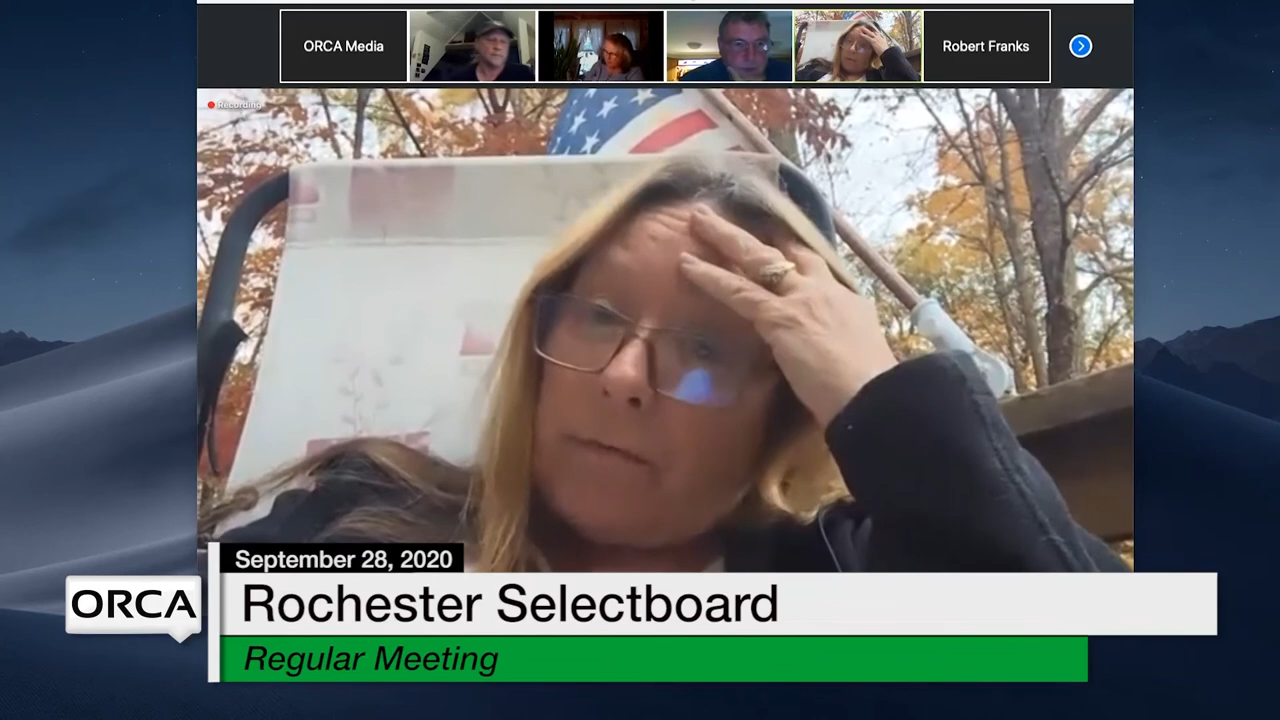 ORCA Media
Robert Franks
Recording
September 28, 2020
ORCA
Rochester Selectboard
Regular Meeting